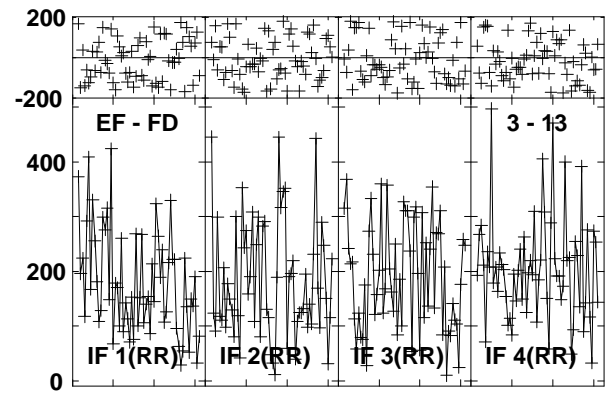 200
-200
EF - FD 3 - 13
400
200
0
IF 1(RR) IF 2(RR) IF 3(RR) IF 4(RR)